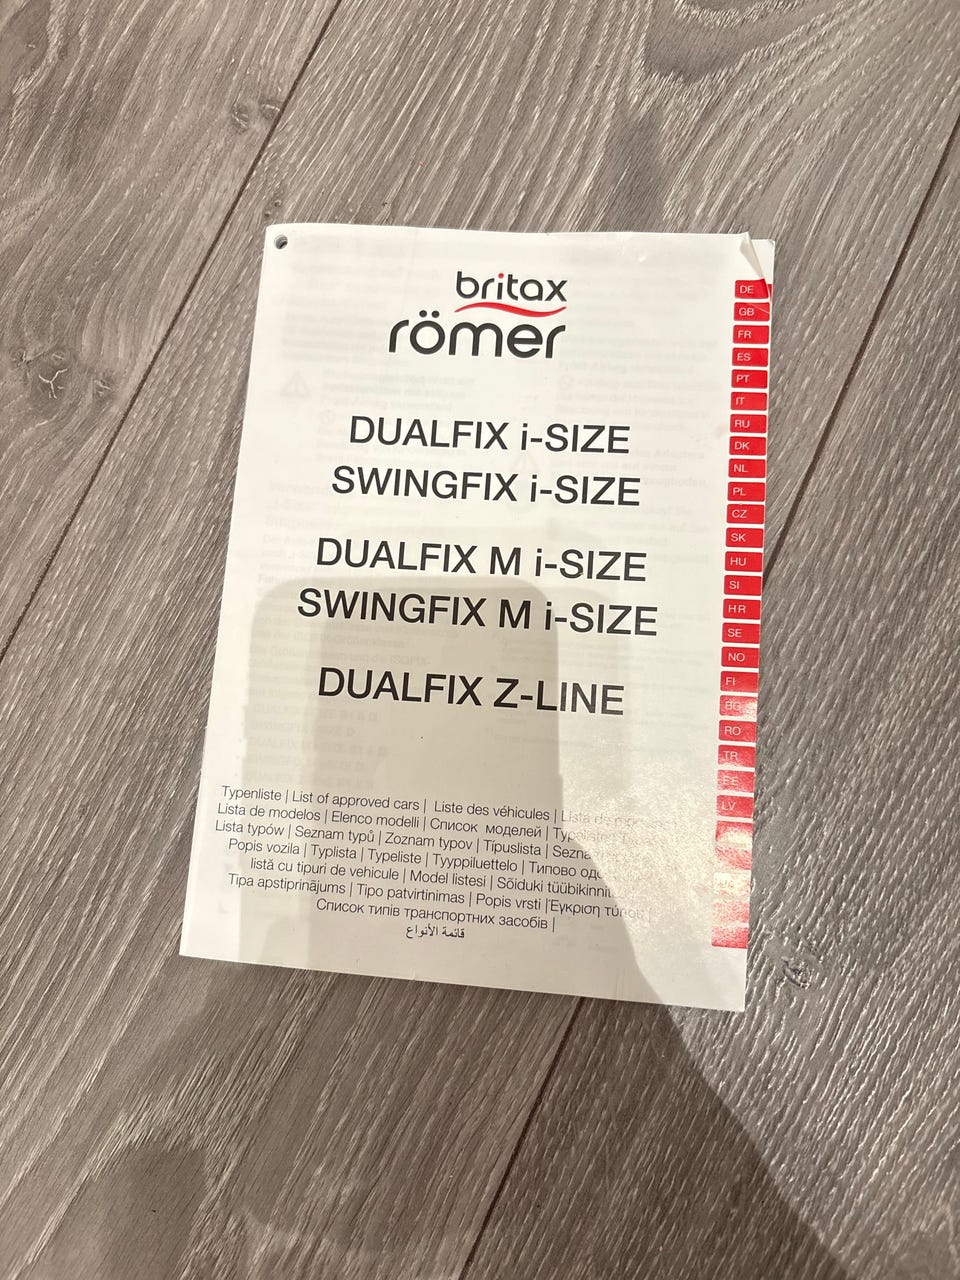 britax
römer
DUALFIX i-SIZE
SWINGFIX i-SIZE
DUALFIX M i-SIZE
SWINGFIX M i-SIZE
DUALFIX Z-LINE
Typenliste | List of approved cars | Liste des véhicules | Lista de
Lista de modelos | Elenco modelli | Список моделей |
Lista typów | Seznam typů | Zoznam typov | Típuslista |
Popis vozila | Typlista | Typeliste | Tyyppiluettelo | Типово
listă cu tipuri de vehicule | Model listesi | Sõiduki
Tipa apstiprinājums | Tipo patvirtinimas | Popis vrsti | Έγκριση
Список типів транспортних засобів |
قائمة الأنواع
DE
GB
FR
ES
PT
IT
RU
DK
NL
PL
CZ
SK
HU
SI
HR
SE
NO
FI
BG
RO
TR
EE
LV